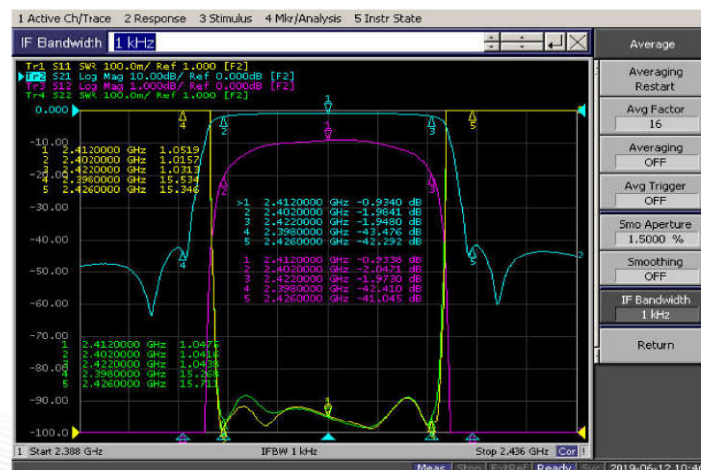 1 Active Ch/Trace 2 Response 3 Stimulus 4 Mkr/Analysis 5 Instr State
IF Bandwidth 1 kHz
Tr1 S11 SWR 100.0m/ Ref 1.000 [F2]
Tr2 S21 Log Mag 10.00dB/ Ref 0.000dB [F2]
Tr3 S12 Log Mag 1.000dB/ Ref 0.000dB [F2]
Tr4 S22 SWR 100.0m/ Ref 1.000 [F2]
0.000
-10.00
-20.00
-30.00
-40.00
-50.00
-60.00
-70.00
-80.00
-90.00
-100.0
1 2.4120000 GHz 1.0519
2 2.4020000 GHz 1.0157
3 2.4220000 GHz 1.0313
4 2.3980000 GHz 15.534
5 2.4260000 GHz 15.346
>1 2.4120000 GHz -0.9340 dB
2 2.4020000 GHz -1.9841 dB
3 2.4220000 GHz -1.9480 dB
4 2.3980000 GHz -43.476 dB
5 2.4260000 GHz -42.292 dB
1 2.4120000 GHz -0.9338 dB
2 2.4020000 GHz -2.0471 dB
3 2.4220000 GHz -1.9730 dB
4 2.3980000 GHz -42.410 dB
5 2.4260000 GHz -41.045 dB
1 2.4120000 GHz 1.0475
2 2.4020000 GHz 1.0416
3 2.4220000 GHz 1.0438
4 2.3980000 GHz 15.268
5 2.4260000 GHz 15.711
1 Start 2.388 GHz IFBW 1 kHz Stop 2.436 GHz Cor !
Meas Stop ExtRef Ready Svc 2019-06-12 10:46
Average
Averaging
Restart
Avg Factor
16
Averaging
OFF
Avg Trigger
OFF
Smo Aperture
1.5000 %
Smoothing
OFF
IF Bandwidth
1 kHz
Return